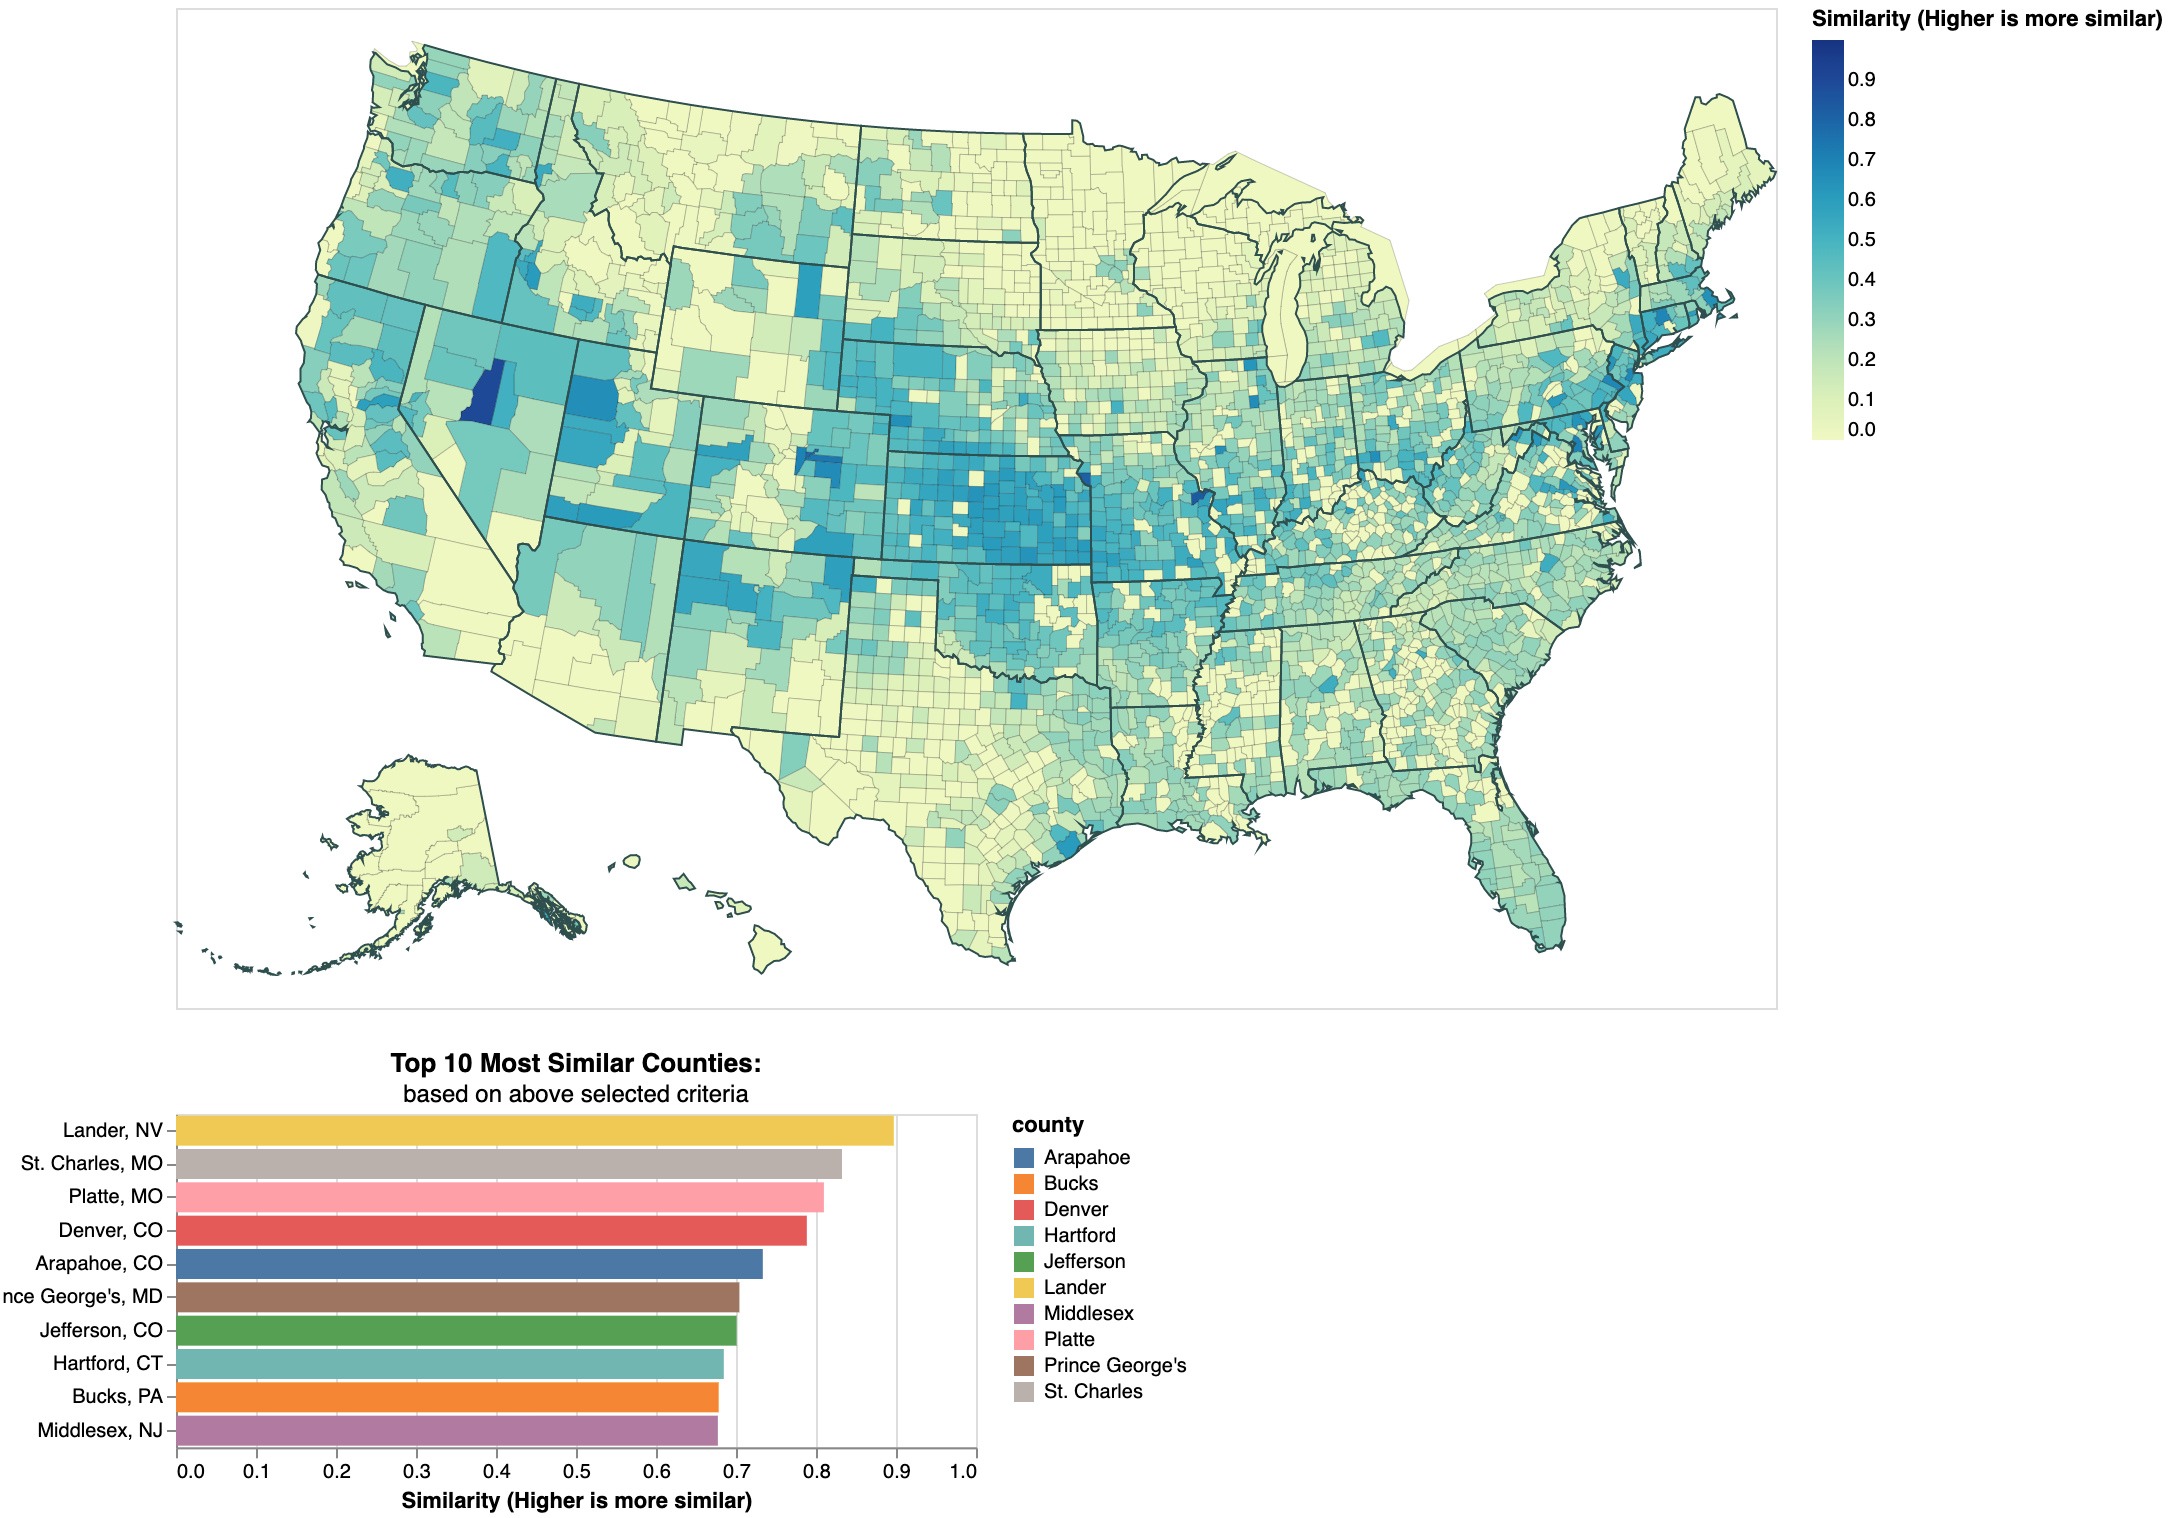 Similarity (Higher is more similar)
0.9
0.8
0.7
0.6
0.5
0.4
0.3
0.2
0.1
0.0
Top 10 Most Similar Counties:
based on above selected criteria
Lander, NV
St. Charles, MO
Platte, MO
Denver, CO
Arapahoe, CO
nce George's, MD
Jefferson, CO
Hartford, CT
Bucks, PA
Middlesex, NJ
0.0 0.1 0.2 0.3 0.4 0.5 0.6 0.7 0.8 0.9 1.0
Similarity (Higher is more similar)
county
Arapahoe
Bucks
Denver
Hartford
Jefferson
Lander
Middlesex
Platte
Prince George's
St. Charles